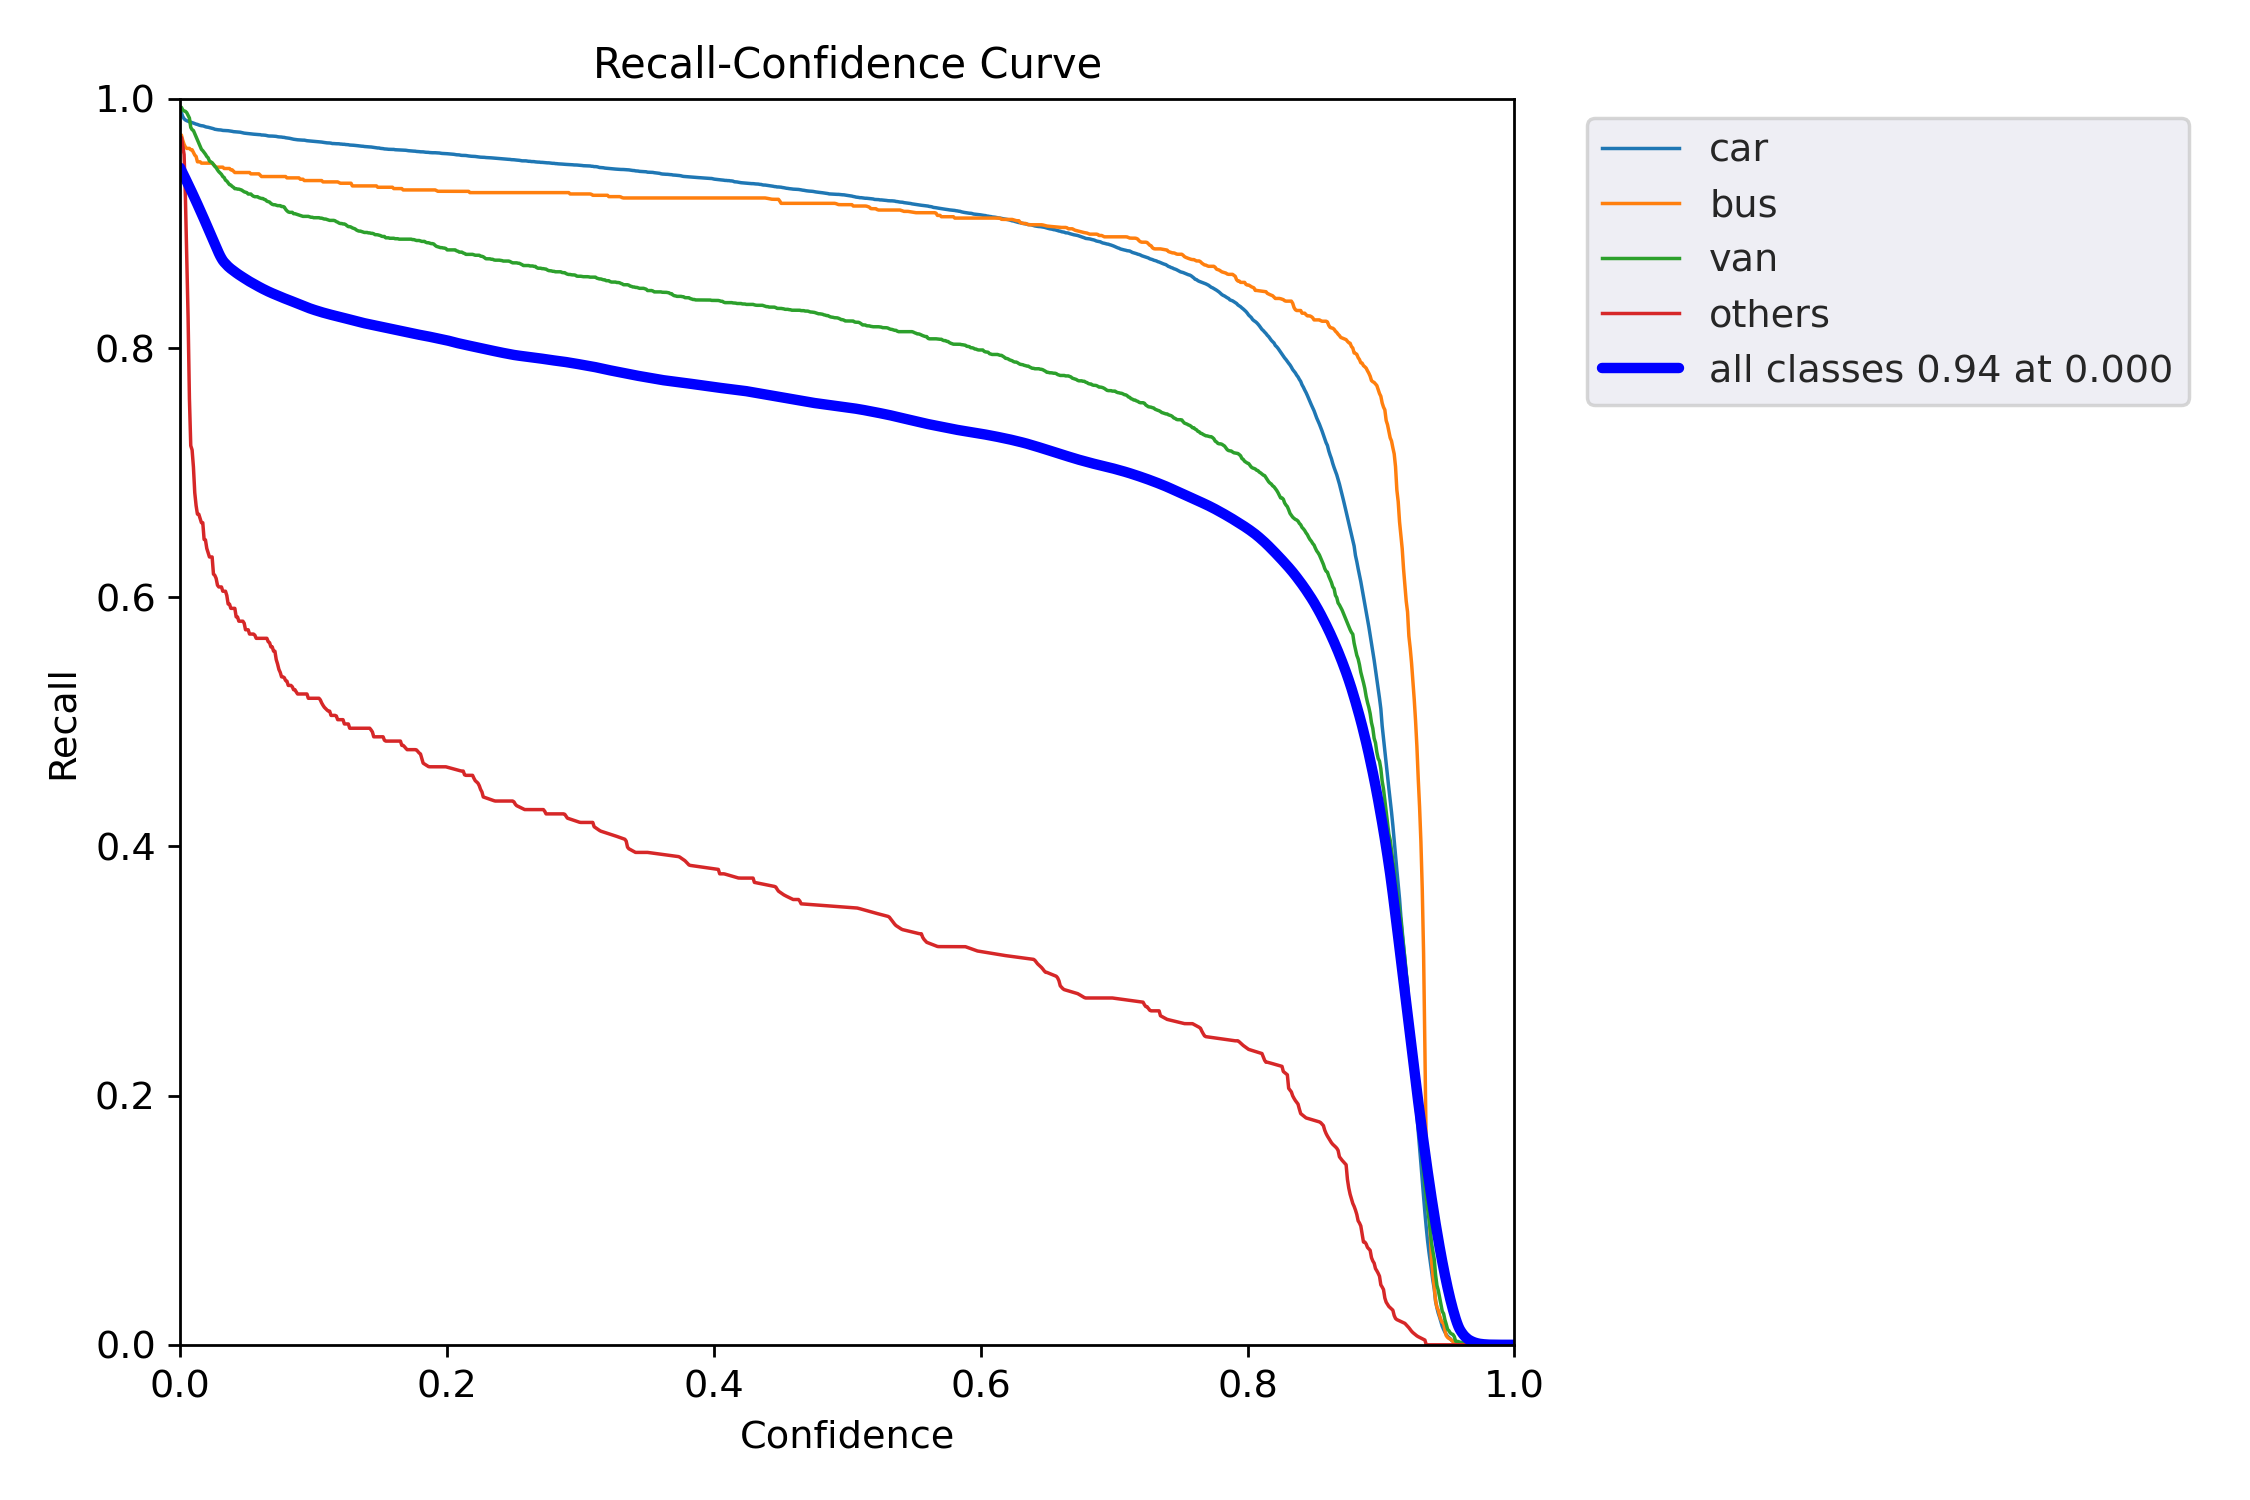 Recall-Confidence Curve
1.0
0.8
0.6
0.4
0.2
0.0
Recall
0.0 0.2 0.4 0.6 0.8 1.0
Confidence
car
bus
van
others
all classes 0.94 at 0.000